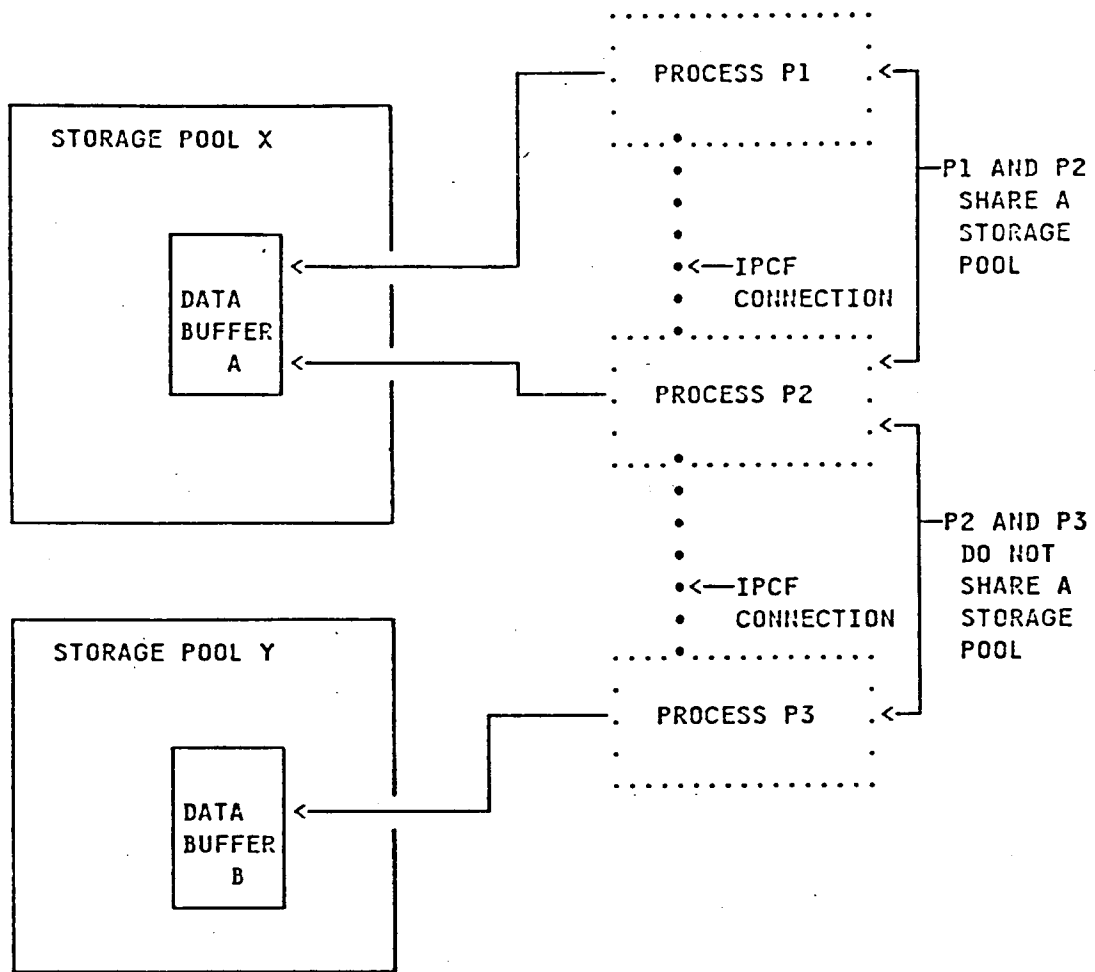 PROCESS P1
STORAGE POOL X
P1 AND P2
SHARE A
STORAGE
POOL
IPCF
CONNECTION
DATA
BUFFER
A
PROCESS P2
P2 AND P3
DO NOT
SHARE A
STORAGE
POOL
IPCF
CONNECTION
STORAGE POOL Y
PROCESS P3
DATA
BUFFER
B